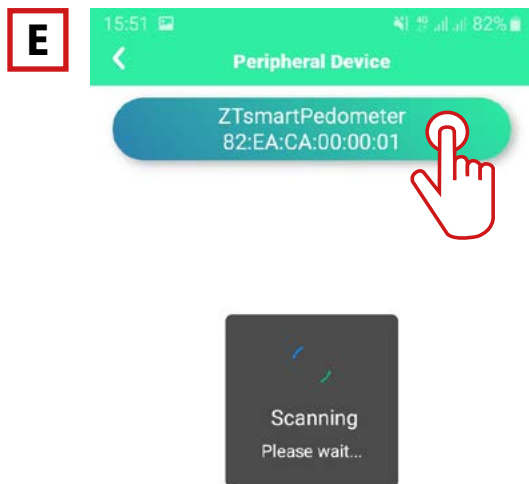 E
15:51 82%
Peripheral Device
ZTsmartPedometer
82:EA:CA:00:00:01
Scanning
Please wait...